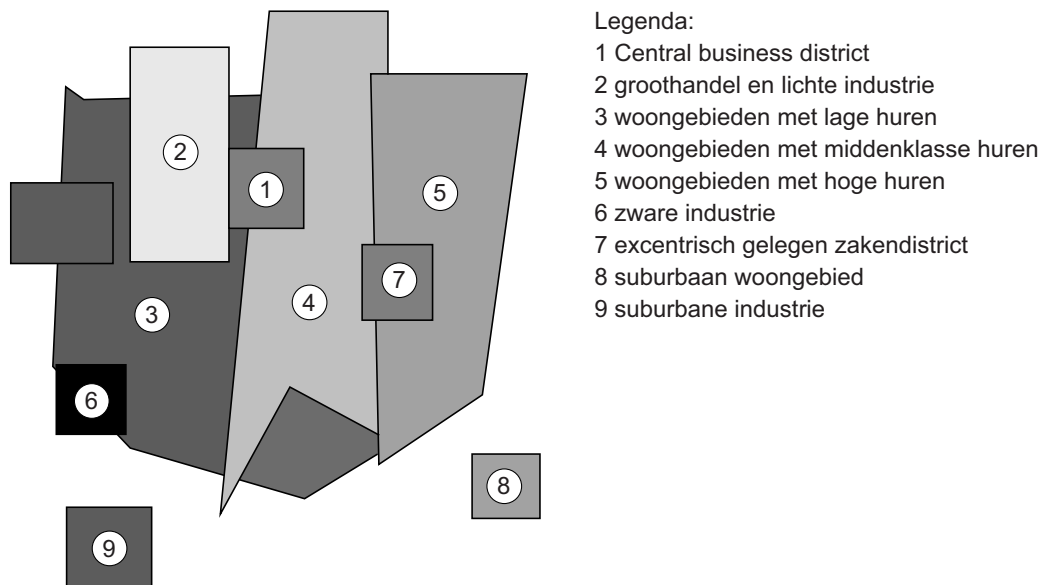 Legenda:
1 Central business district
2 groothandel en lichte industrie
3 woongebieden met lage huren
4 woongebieden met middenklasse huren
5 woongebieden met hoge huren
6 zware industrie
7 excentrisch gelegen zakendistrict
8 suburbaan woongebied
9 suburbane industrie
2
1
5
7
4
3
6
8
9